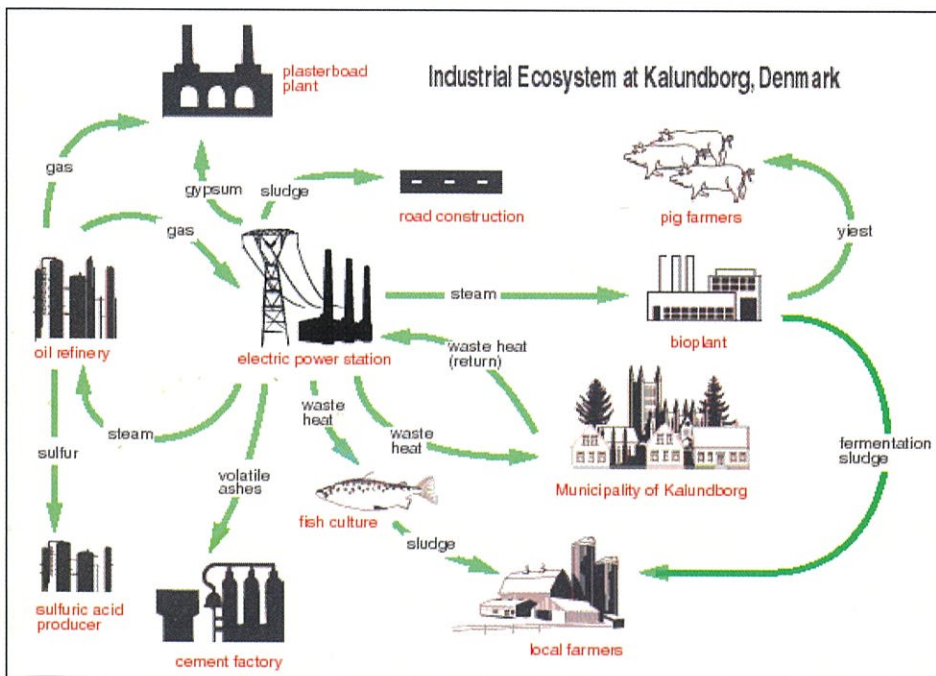 Industrial Ecosystem at Kalundborg, Denmark
plasterboad
plant
gas
gypsum
sludge
road construction
pig farmers
gas
yiest
steam
oil refinery
electric power station
waste heat
(return)
bioplant
steam
sulfur
waste
heat
waste
heat
fermentation
sludge
volatile
ashes
Municipality of Kalundborg
fish culture
sludge
sulfuric acid
producer
cement factory
local farmers